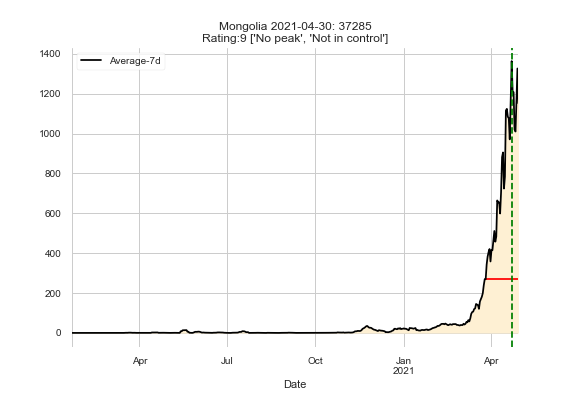 Mongolia 2021-04-30: 37285
Rating:9 ['No peak', 'Not in control']
Average-7d
1400
1200
1000
800
600
400
200
0
Apr
Jul
Oct
Jan
2021
Apr
Date